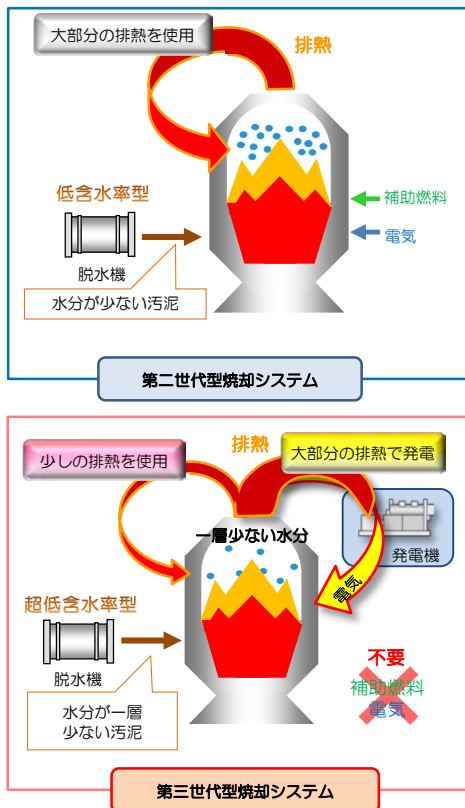 大部分の排熱を使用
排熱
低含水率型
補助燃料
電気
脱水機
水分が少ない汚泥
第二世代型焼却システム
排熱
少しの排熱を使用
大部分の排熱で発電
一層少ない水分
発電機
電気
超低含水率型
脱水機
不要
補助燃料
電気
水分が一層
少ない汚泥
第三世代型焼却システム